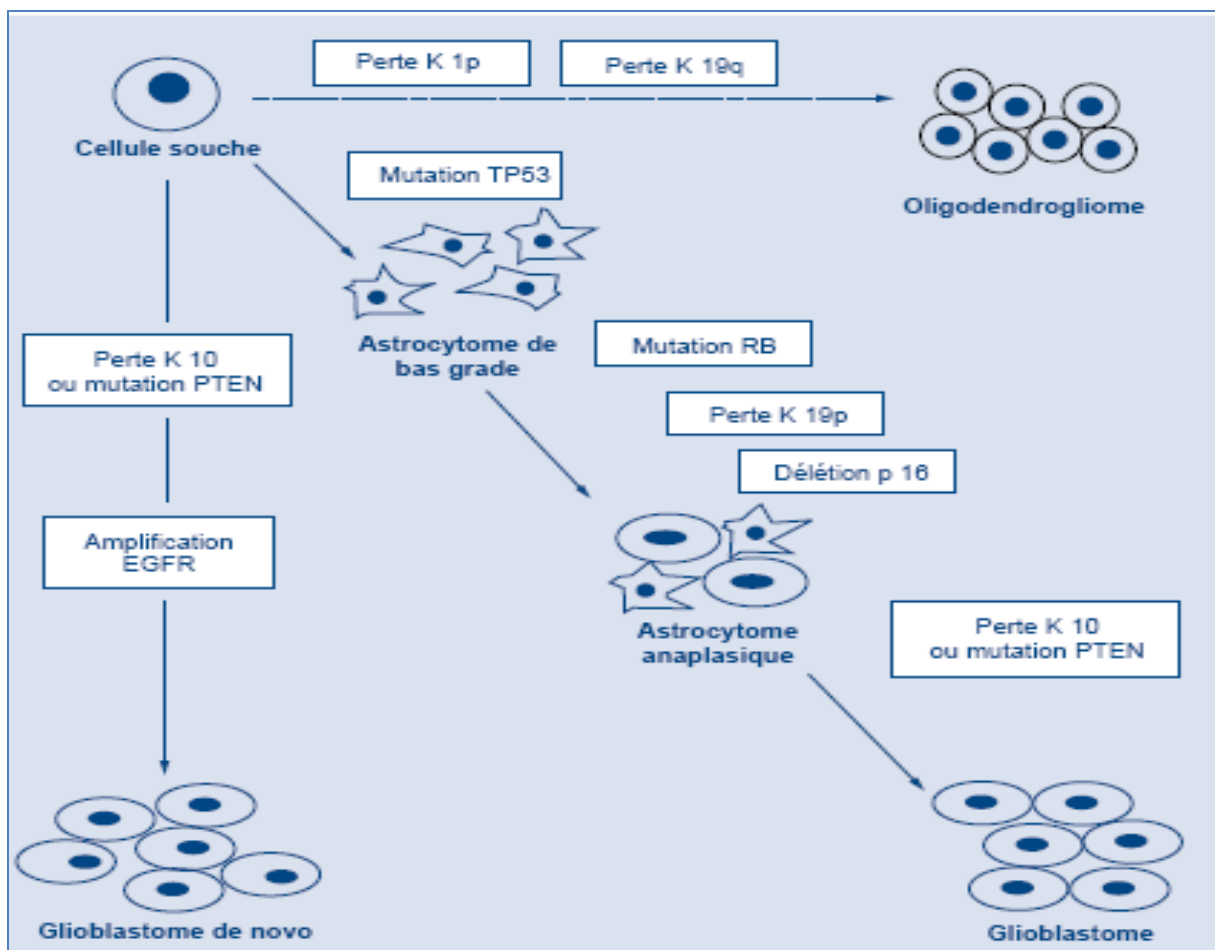 Perte K 1p
Perte K 19q
Cellule souche
Mutation TP53
Oligodendrogliome
Astrocytome de
bas grade
Mutation RB
Perte K 10
ou mutation PTEN
Perte K 19p
Délétion p 16
Amplification
EGFR
Astrocytome
anaplasique
Perte K 10
ou mutation PTEN
Glioblastome de novo
Glioblastome